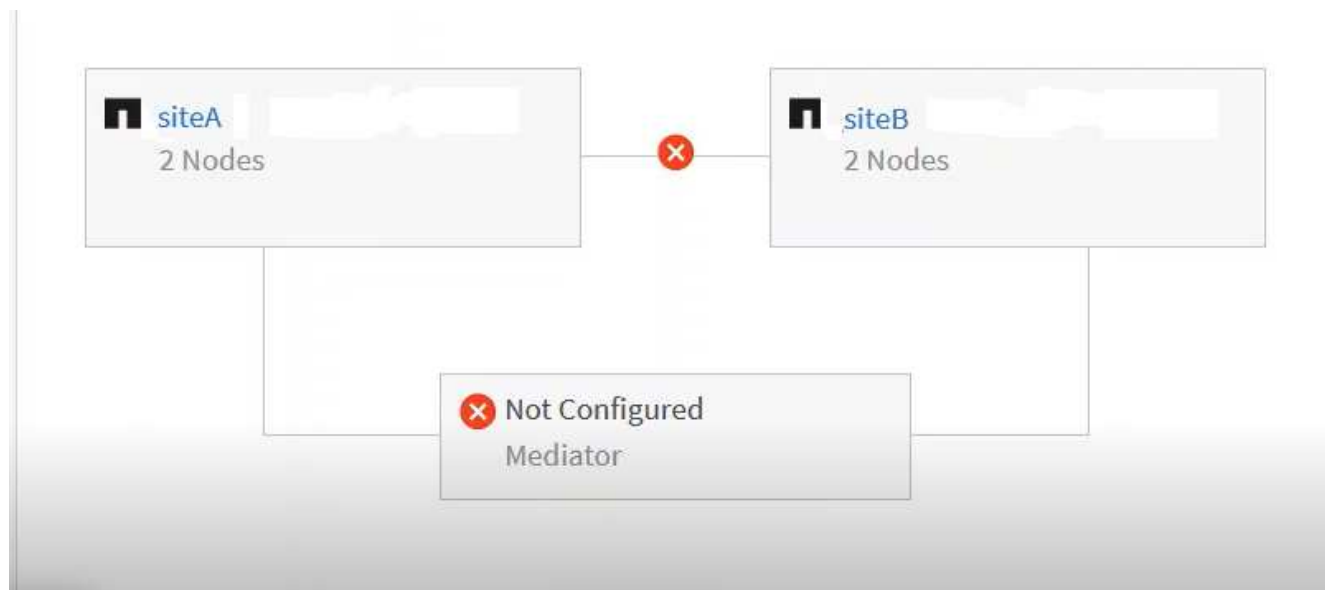 siteA
2 Nodes
siteB
2 Nodes
Not Configured
Mediator